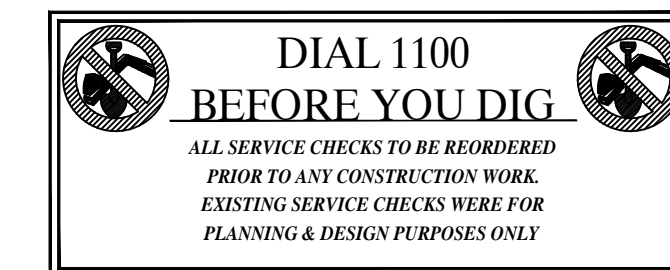 DIAL 1100
BEFORE YOU DIG
ALL SERVICE CHECKS TO BE REORDERED
PRIOR TO ANY CONSTRUCTION WORK.
EXISTING SERVICE CHECKS WERE FOR
PLANNING & DESIGN PURPOSES ONLY